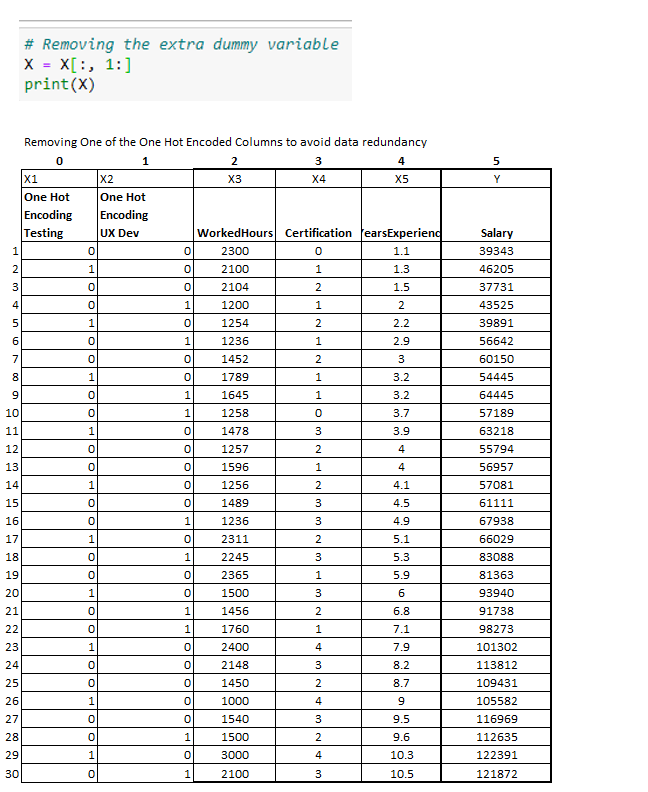 # Removing the extra dummy variable
X = X[:, 1:]
print(X)
Removing One of the One Hot Encoded Columns to avoid data redundancy
0 1 2 3 4 5
X1 X2 X3 X4 X5 Y
One Hot Encoding Testing One Hot Encoding UX Dev WorkedHours Certification YearsExperienc Salary
1 0 0 2300 0 1.1 39343
2 1 0 2100 1 1.3 46205
3 0 0 2104 2 1.5 37731
4 0 1 1200 1 2 43525
5 1 0 1254 2 2.2 39891
6 0 1 1236 1 2.9 56642
7 0 0 1452 2 3 60150
8 1 0 1789 1 3.2 54445
9 0 1 1645 1 3.2 64445
10 0 1 1258 0 3.7 57189
11 1 0 1478 3 3.9 63218
12 0 0 1257 2 4 55794
13 0 0 1596 1 4 56957
14 1 0 1256 2 4.1 57081
15 0 0 1489 3 4.5 61111
16 0 1 1236 3 4.9 67938
17 1 0 2311 2 5.1 66029
18 0 1 2245 3 5.3 83088
19 0 0 2365 1 5.9 81363
20 1 0 1500 3 6 93940
21 0 1 1456 2 6.8 91738
22 0 1 1760 1 7.1 98273
23 1 0 2400 4 7.9 101302
24 0 0 2148 3 8.2 113812
25 0 0 1450 2 8.7 109431
26 1 0 1000 4 9 105582
27 0 0 1540 3 9.5 116969
28 0 1 1500 2 9.6 112635
29 1 0 3000 4 10.3 122391
30 0 1 2100 3 10.5 121872